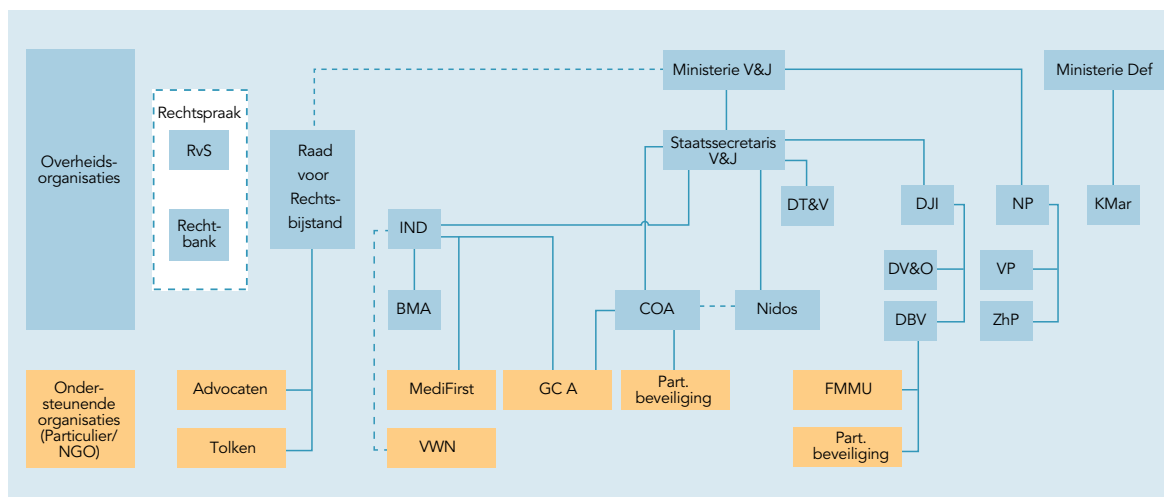 Overheids-
organisaties
Rechtspraak
RvS
Recht-
bank
Raad
voor
Rechts-
bijstand
Ministerie V&J
Ministerie Def
Staatssecretaris
V&J
IND
DT&V
DJI
NP
KMar
DV&O
VP
BMA
COA
Nidos
DBV
ZhP
Onder-
steunende
organisaties
(Particulier/
NGO)
Advocaten
MediFirst
GC A
Part.
beveiliging
FMMU
Tolken
VWN
Part.
beveiliging